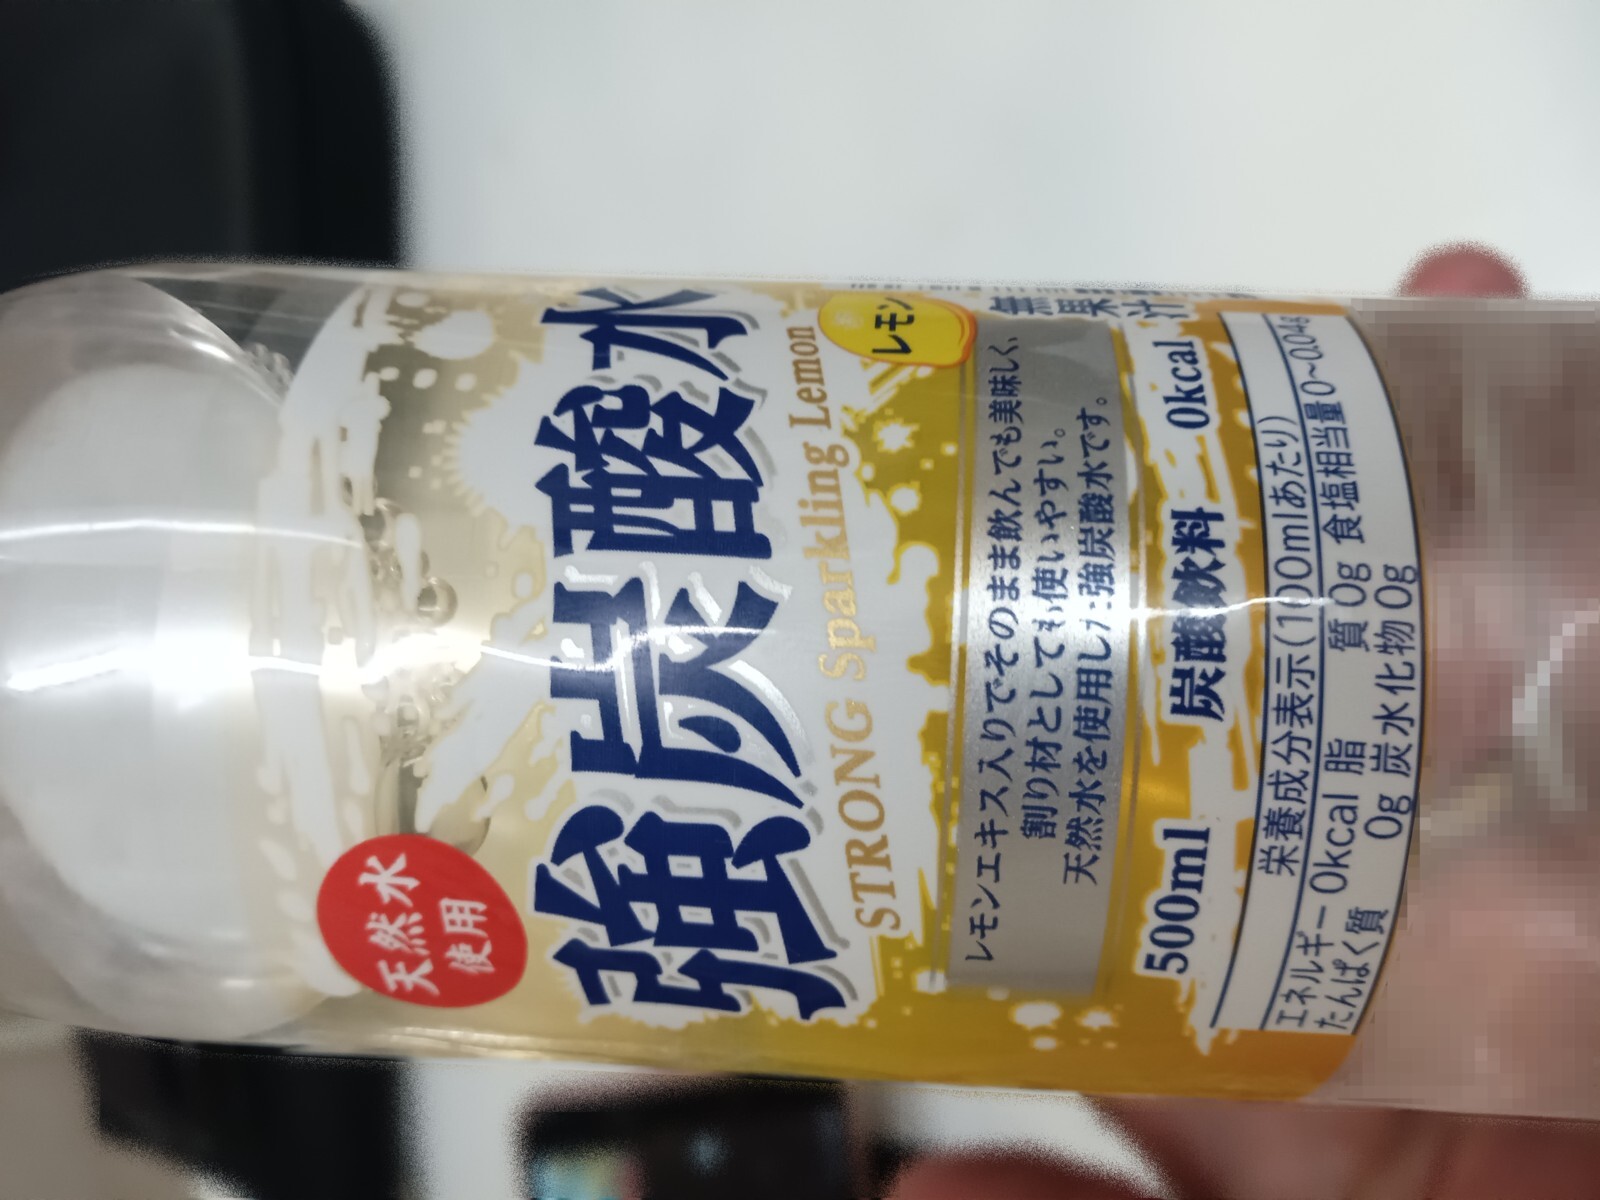 天然水
使用
強炭酸水
STRONG Sparkling Lemon
レモン
無果汁
レモンエキス入りでそのまま飲んでも美味しく、
割り材としても使いやすい。
天然水を使用した強炭酸水です。
500ml 炭酸飲料 0kcal
栄養成分表示(100mlあたり)
エネルギー0kcal 脂 質 0g 食塩相当量0~0.04g
たんぱく質 0g 炭水化物 0g